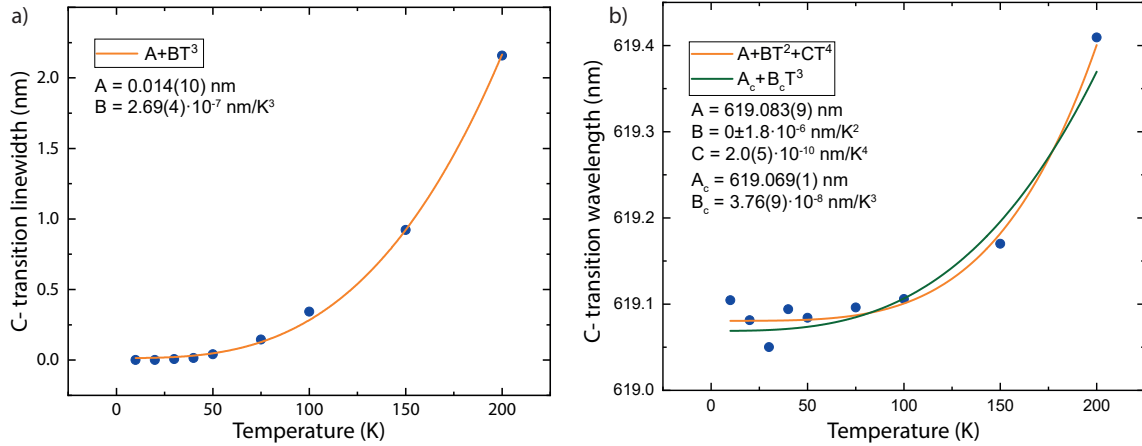 a)
A+BT³
A = 0.014(10) nm
B = 2.69(4)·10⁻⁷ nm/K³
C- transition linewidth (nm)
2.0
1.5
1.0
0.5
0.0
0 50 100 150 200
Temperature (K)
b)
A+BT²+CT⁴
A_c+B_cT³
A = 619.083(9) nm
B = 0±1.8·10⁻⁶ nm/K²
C = 2.0(5)·10⁻¹⁰ nm/K⁴
A_c = 619.069(1) nm
B_c = 3.76(9)·10⁻⁸ nm/K³
C- transition wavelength (nm)
619.4
619.3
619.2
619.1
619.0
0 50 100 150 200
Temperature (K)